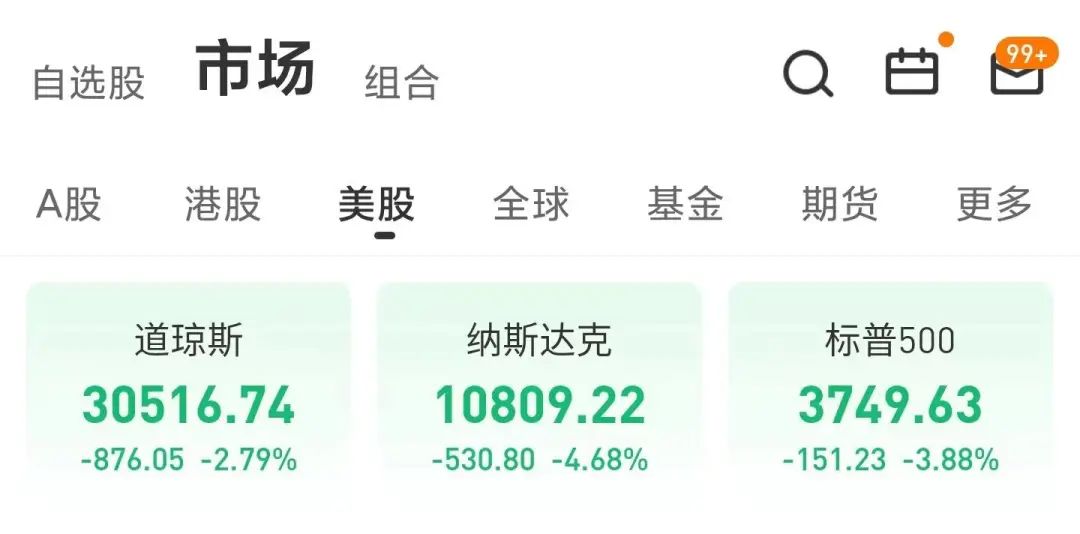 自选股 市场 组合 99+
A股 港股 美股 全球 基金 期货 更多
道琼斯 纳斯达克 标普500
30516.74 10809.22 3749.63
-876.05 -2.79% -530.80 -4.68% -151.23 -3.88%